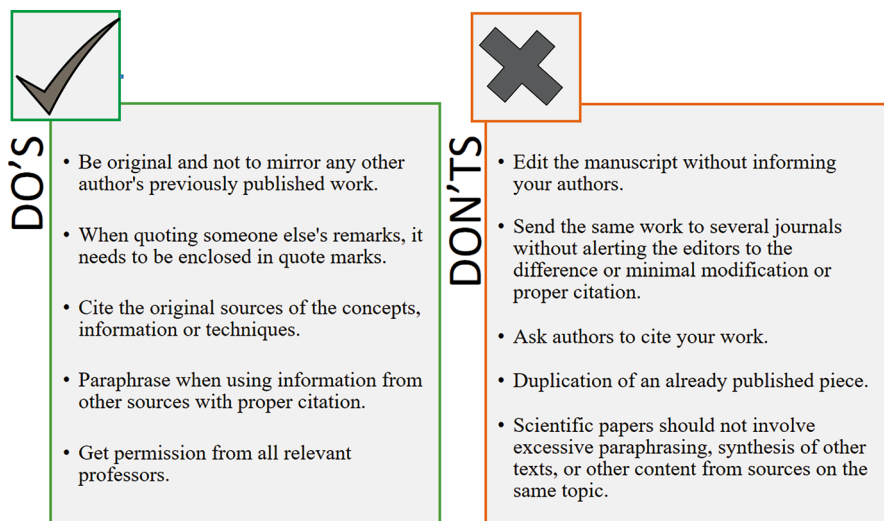 DO'S
• Be original and not to mirror any other
author's previously published work.
• When quoting someone else's remarks, it
needs to be enclosed in quote marks.
• Cite the original sources of the concepts,
information or techniques.
• Paraphrase when using information from
other sources with proper citation.
• Get permission from all relevant
professors.
DON'TS
• Edit the manuscript without informing
your authors.
• Send the same work to several journals
without alerting the editors to the
difference or minimal modification or
proper citation.
• Ask authors to cite your work.
• Duplication of an already published piece.
• Scientific papers should not involve
excessive paraphrasing, synthesis of other
texts, or other content from sources on the
same topic.